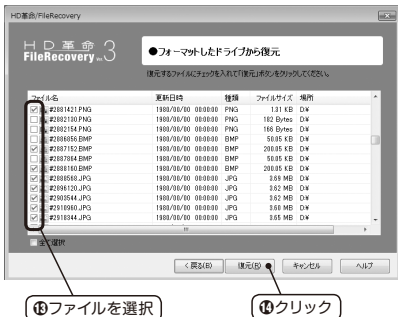 HD革命/FileRecovery
HD革命
FileRecovery Ver.3
●フォーマットしたドライブから復元
復元するファイルにチェックを入れて「復元」ボタンをクリックしてください。
ファイル名 更新日時 種類 ファイルサイズ 場所
#2881421.PNG 1980/00/00 00:00:00 PNG 1.81 KB D:¥
#2882130.PNG 1980/00/00 00:00:00 PNG 182 Bytes D:¥
#2882154.PNG 1980/00/00 00:00:00 PNG 166 Bytes D:¥
#2886856.BMP 1980/00/00 00:00:00 BMP 50.05 KB D:¥
#2887152.BMP 1980/00/00 00:00:00 BMP 200.05 KB D:¥
#2887864.BMP 1980/00/00 00:00:00 BMP 50.05 KB D:¥
#2888160.BMP 1980/00/00 00:00:00 BMP 200.05 KB D:¥
#2888568.JPG 1980/00/00 00:00:00 JPG 3.69 MB D:¥
#2896120.JPG 1980/00/00 00:00:00 JPG 3.62 MB D:¥
#2903544.JPG 1980/00/00 00:00:00 JPG 3.62 MB D:¥
#2910960.JPG 1980/00/00 00:00:00 JPG 3.60 MB D:¥
#2918344.JPG 1980/00/00 00:00:00 JPG 3.65 MB D:¥
全て選択
< 戻る(B) 復元(R) キャンセル ヘルプ
⑬ファイルを選択
⑭クリック